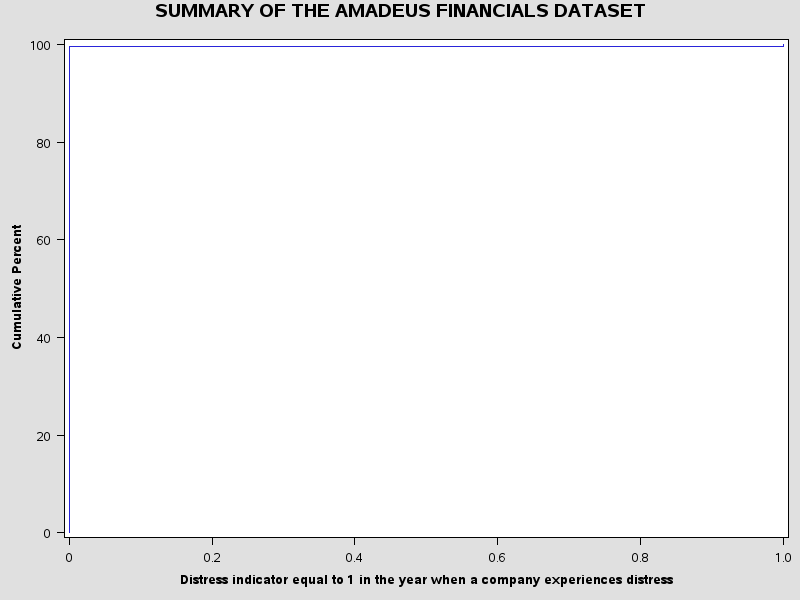 SUMMARY OF THE AMADEUS FINANCIALS DATASET
100
80
60
40
20
0
Cumulative Percent
0 0.2 0.4 0.6 0.8 1.0
Distress indicator equal to 1 in the year when a company experiences distress